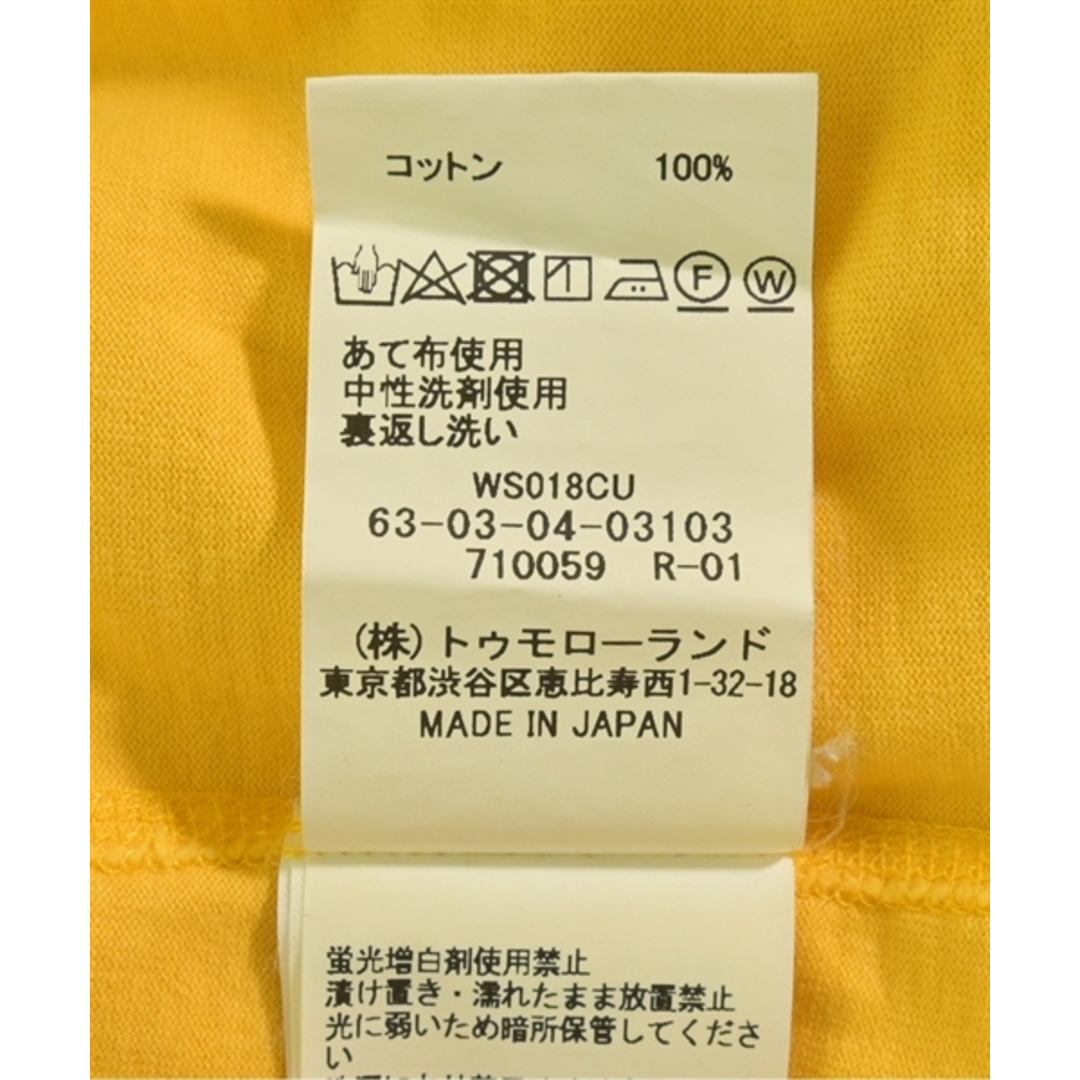 コットン 100%
F W
あて布使用
中性洗剤使用
裏返し洗い
WS018CU
63-03-04-03103
710059 R-01
(株)トゥモローランド
東京都渋谷区恵比寿西1-32-18
MADE IN JAPAN
蛍光増白剤使用禁止
漬け置き・濡れたまま放置禁止
光に弱いため暗所保管してくださ
い